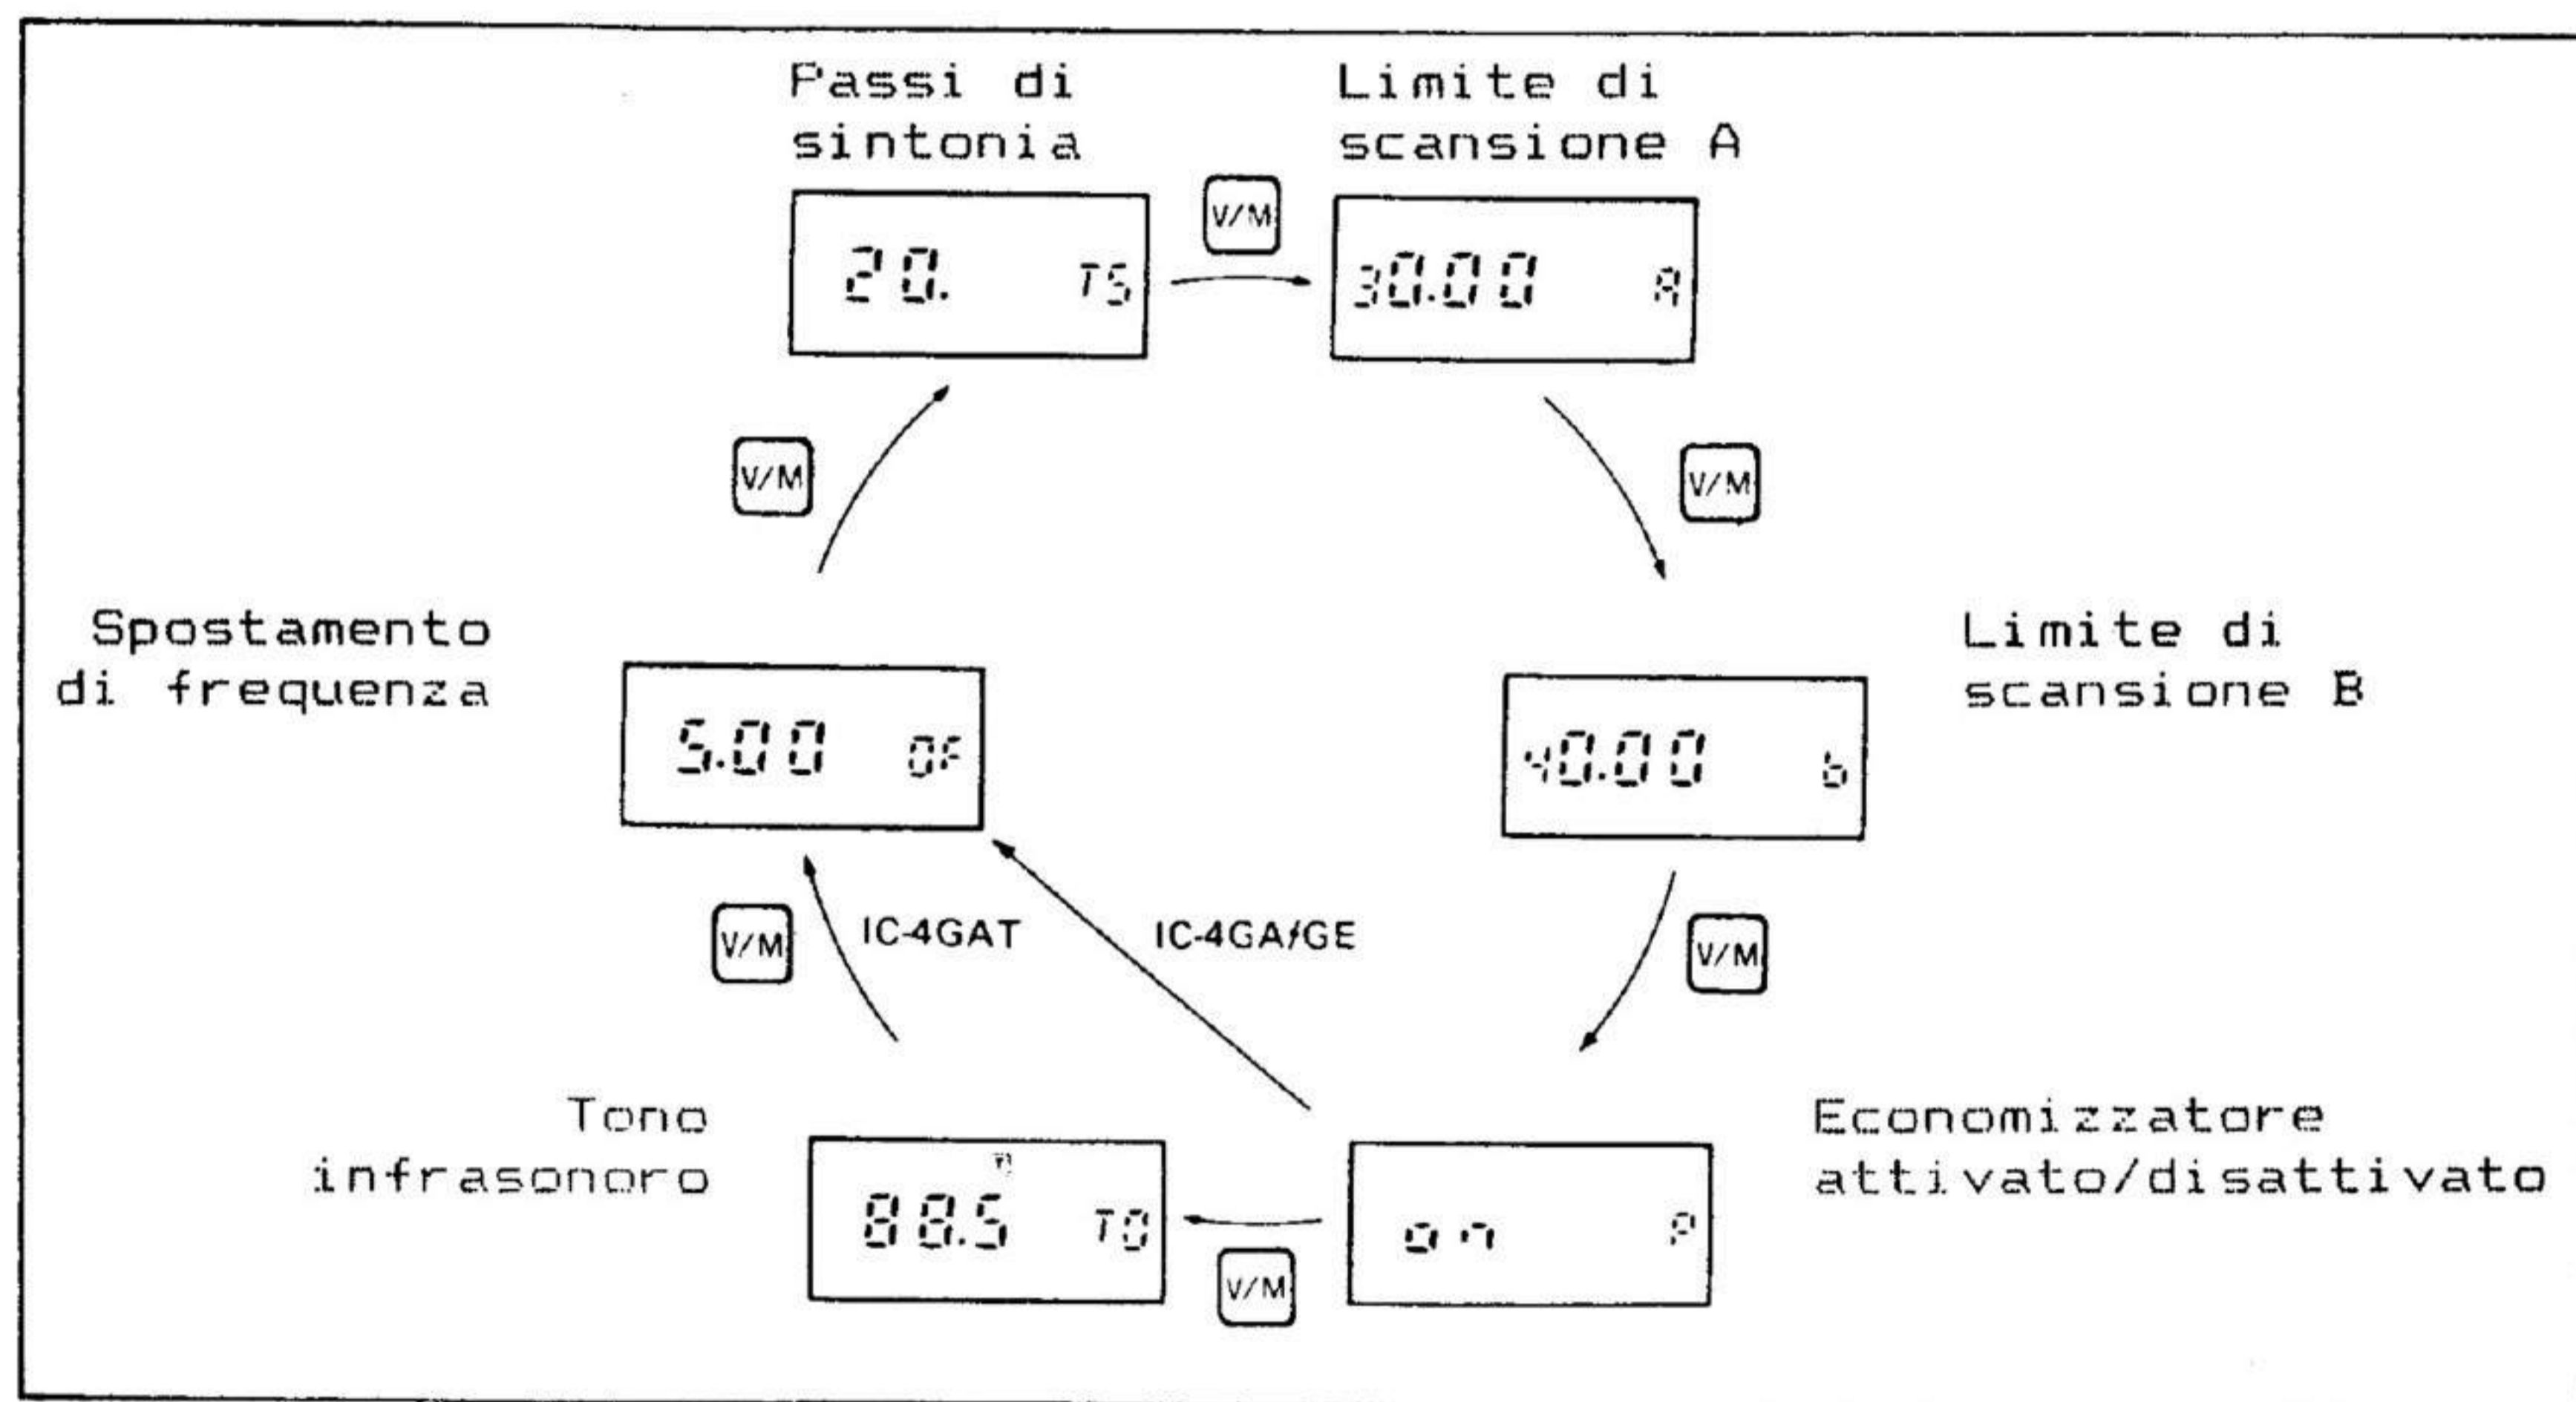 Passi di
sintonia
Limite di
scansione A
V/M
20. TS
30.00 A
V/M
V/M
Spostamento
di frequenza
Limite di
scansione B
5.00 OF
40.00 b
V/M
IC-4GAT
IC-4GA/GE
V/M
Tono
infrasonoro
Economizzatore
attivato/disattivato
T
88.5 TO
on P
V/M